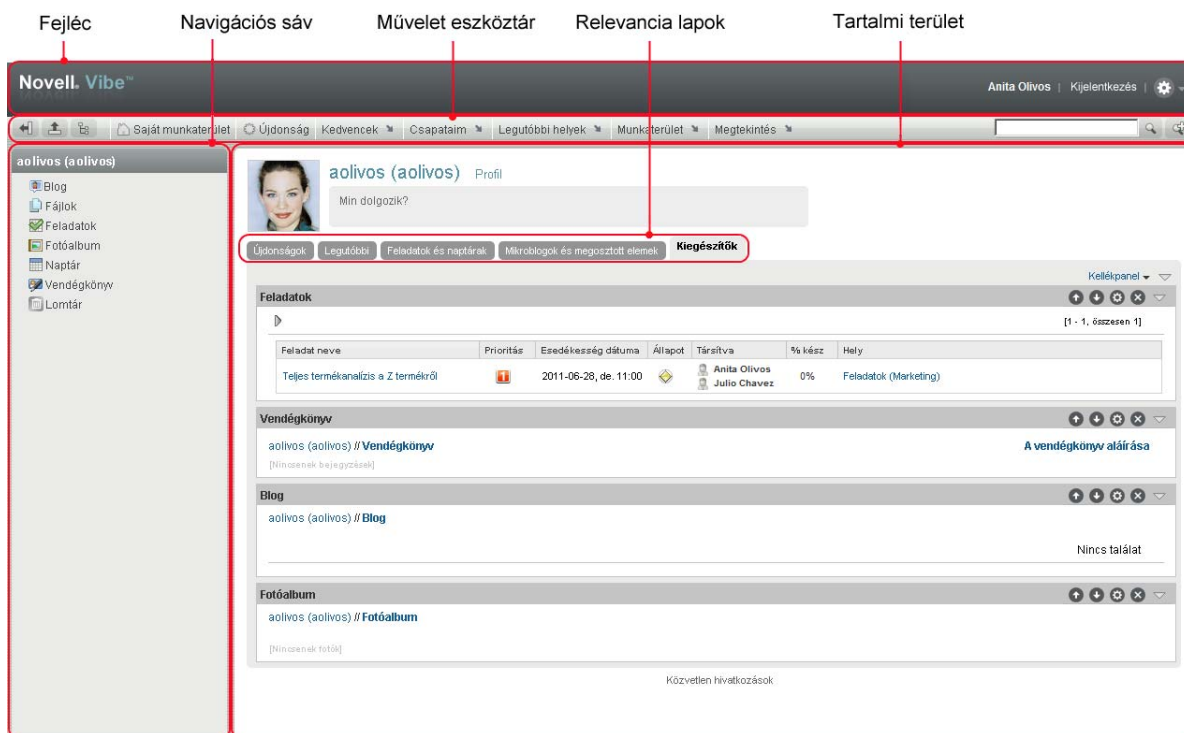 Fejléc Navigációs sáv Művelet eszköztár Relevancia lapok Tartalmi terület
Novell. Vibe™ Anita Olivos | Kijelentkezés |
Saját munkaterület Újdonság Kedvencek Csapataim Legutóbbi helyek Munkaterület Megtekintés
aolivos (aolivos)
Blog
Fájlok
Feladatok
Fotóalbum
Naptár
Vendégkönyv
Lomtár
aolivos (aolivos) Profil
Min dolgozik?
Újdonságok Legutóbbi Feladatok és naptárak Mikroblogok és megosztott elemek Kiegészítők
Kellékpanel
Feladatok
[1 - 1, összesen 1]
Feladat neve Prioritás Esedékesség dátuma Állapot Társítva % kész Hely
Teljes termékanalízis a Z termékről 2011-06-28, de. 11:00 Anita Olivos 0% Feladatok (Marketing)
Julio Chavez
Vendégkönyv
aolivos (aolivos) // Vendégkönyv A vendégkönyv aláírása
[Nincsenek bejegyzések]
Blog
aolivos (aolivos) // Blog
Nincs találat
Fotóalbum
aolivos (aolivos) // Fotóalbum
[Nincsenek fotók]
Közvetlen hivatkozások